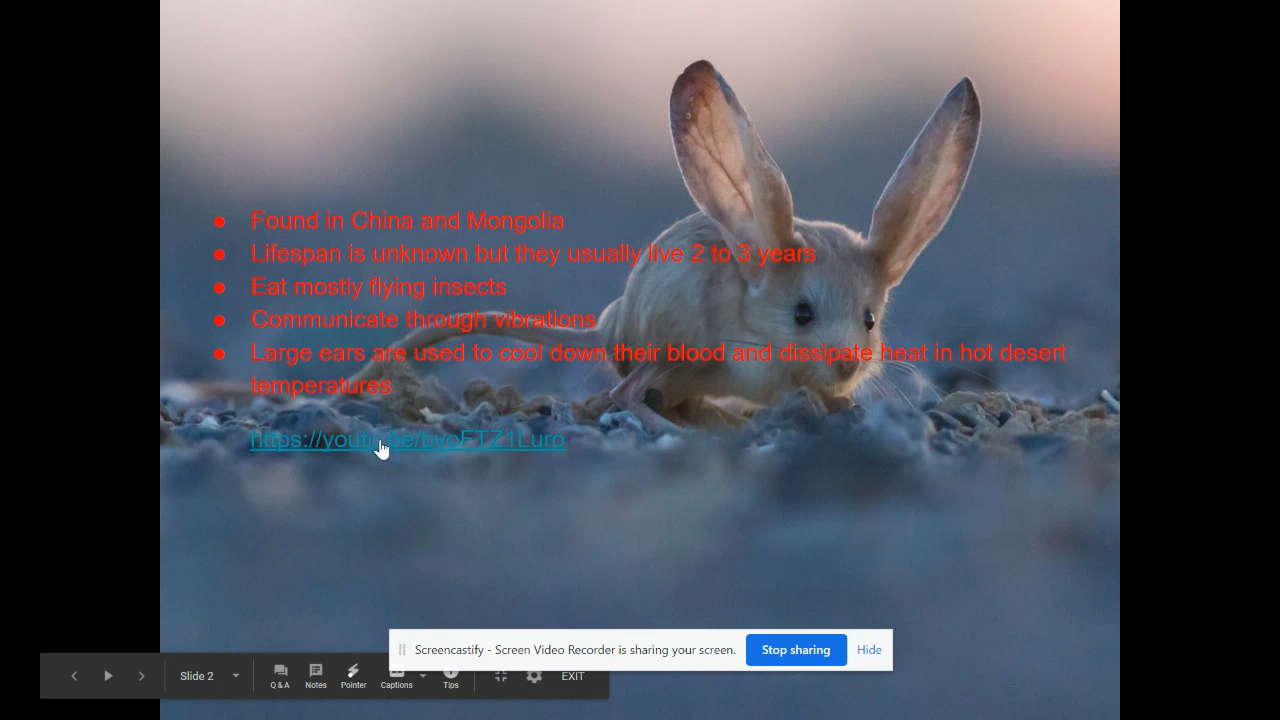 Found in China and Mongolia
Lifespan is unknown but they usually live 2 to 3 years
Eat mostly flying insects
Communicate through vibrations
Large ears are used to cool down their blood and dissipate heat in hot desert
temperatures
Screencastify - Screen Video Recorder is sharing your screen.
Stop sharing
Hide
Slide 2
Q & A
Notes
Pointer
Captions
Tips
EXIT